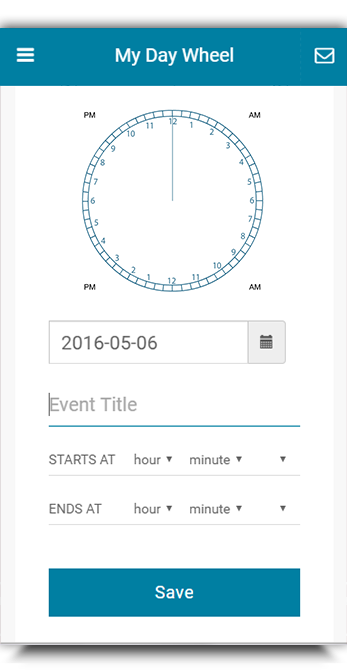 My Day Wheel
PM AM
12 1 2 3 4 5 6 7 8 9 10 11 12 1 2 3 4 5 6 7 8 9 10 11
PM AM
2016-05-06
Event Title
STARTS AT hour minute
ENDS AT hour minute
Save